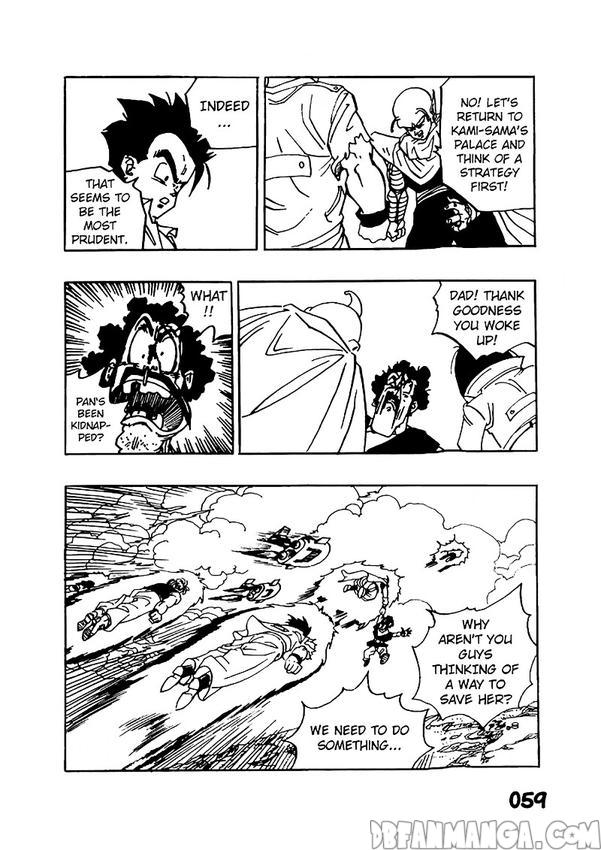 NO! LET'S
RETURN TO
KAMI-SAMA'S
PALACE AND
THINK OF A
STRATEGY
FIRST!
INDEED
...
THAT
SEEMS TO
BE THE
MOST
PRUDENT.
DAD! THANK
GOODNESS
YOU WOKE
UP!
WHAT
!!
PAN'S
BEEN
KIDNAP-
PED?
WHY
AREN'T YOU
GUYS
THINKING OF
A WAY TO
SAVE HER?
WE NEED TO DO
SOMETHING...
059
DBFANMANGA.COM